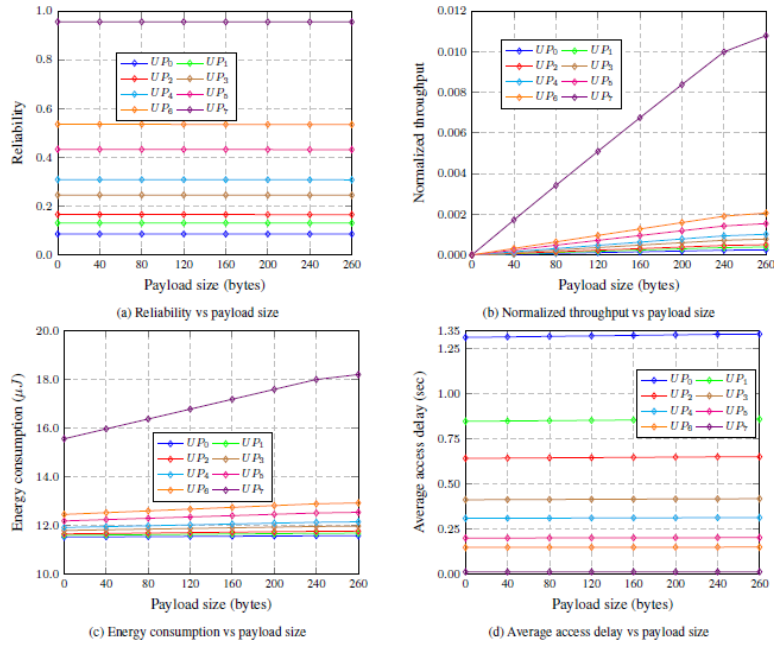 1.0
0.8
0.6
0.4
0.2
0.0
Reliability
UP0 UP1
UP2 UP3
UP4 UP5
UP6 UP7
0 40 80 120 160 200 240 260
Payload size (bytes)
(a) Reliability vs payload size
0.012
0.010
0.008
0.006
0.004
0.002
0.000
Normalized throughput
UP0 UP1
UP2 UP3
UP4 UP5
UP6 UP7
0 40 80 120 160 200 240 260
Payload size (bytes)
(b) Normalized throughput vs payload size
20.0
18.0
16.0
14.0
12.0
10.0
Energy consumption (μJ)
UP0 UP1
UP2 UP3
UP4 UP5
UP6 UP7
0 40 80 120 160 200 240 260
Payload size (bytes)
(c) Energy consumption vs payload size
1.35
1.25
1.00
0.75
0.50
0.25
0.00
Average access delay (sec)
UP0 UP1
UP2 UP3
UP4 UP5
UP6 UP7
0 40 80 120 160 200 240 260
Payload size (bytes)
(d) Average access delay vs payload size